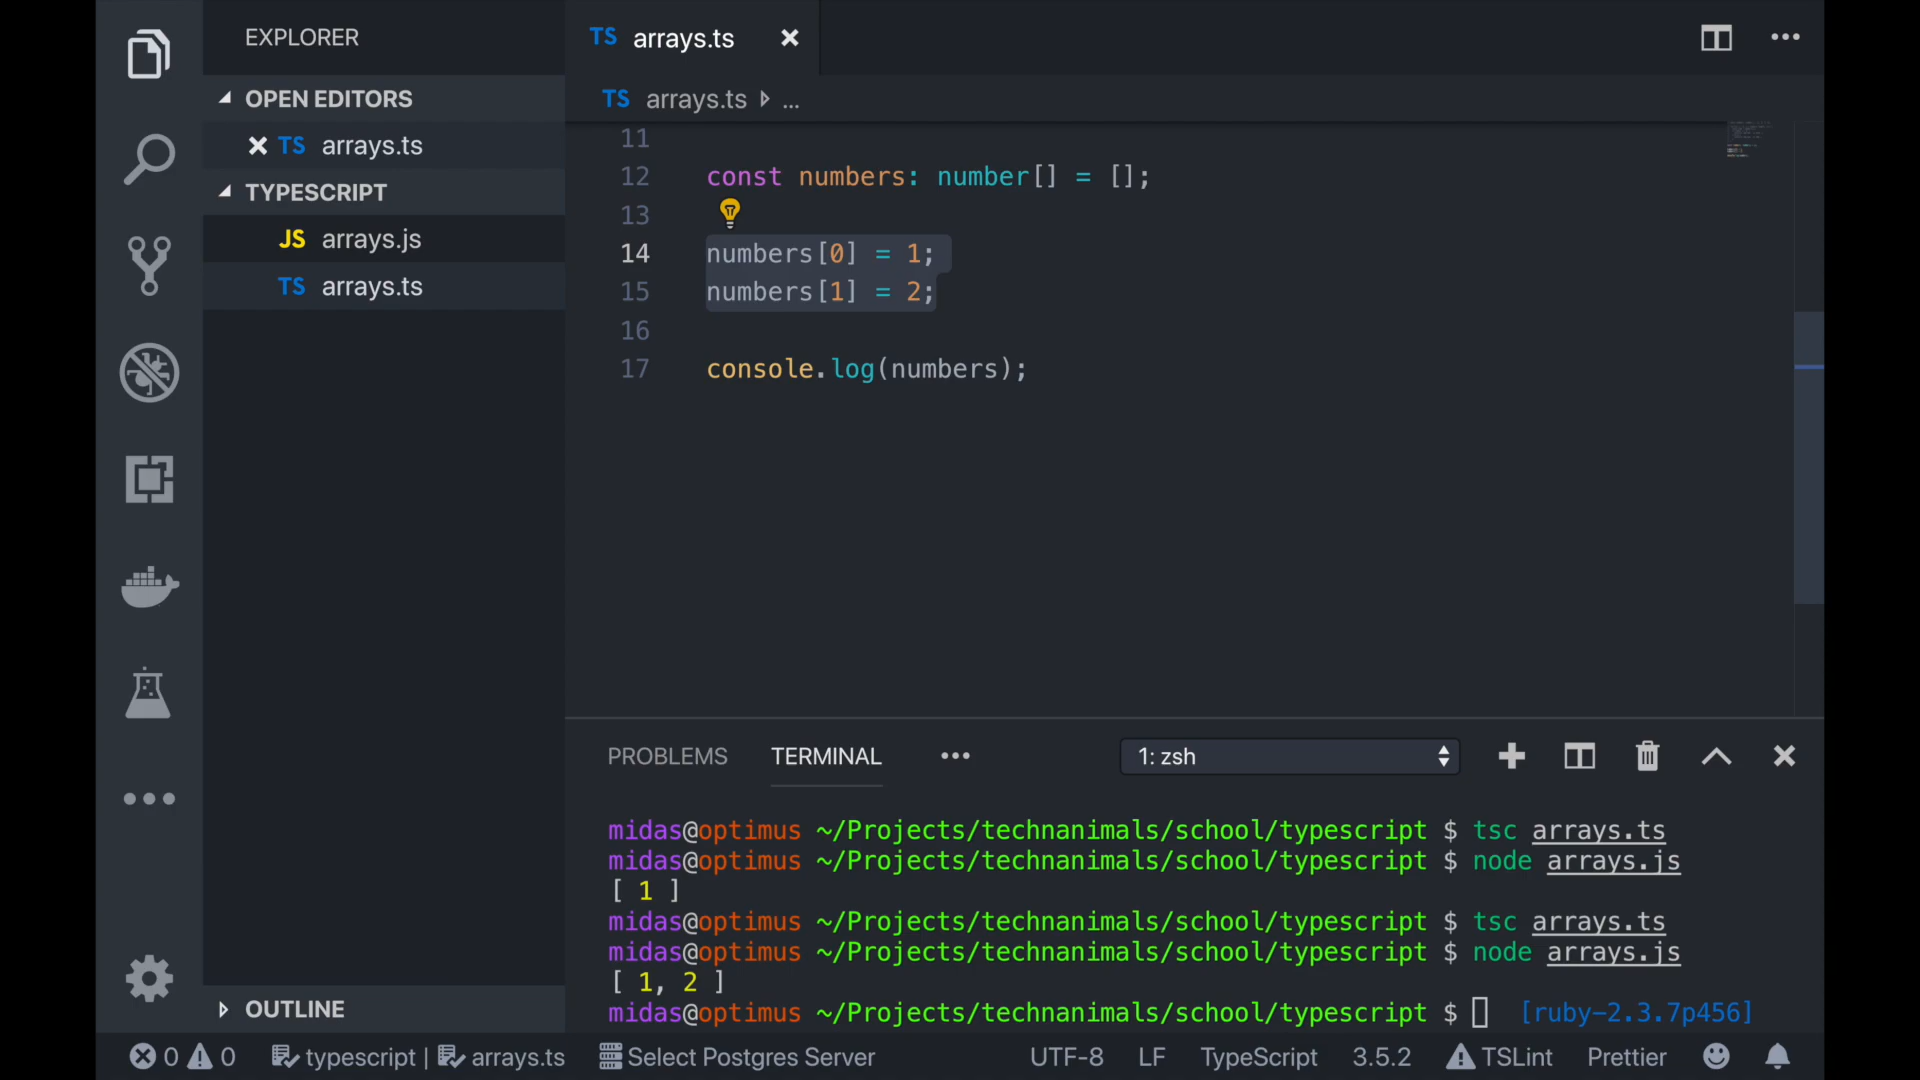 EXPLORER
TS arrays.ts
OPEN EDITORS
TS arrays.ts
TS arrays.ts ...
11
12 const numbers: number[] = [];
TYPESCRIPT
JS arrays.js
TS arrays.ts
13
14 numbers[0] = 1;
15 numbers[1] = 2;
16
17 console.log(numbers);
PROBLEMS TERMINAL 1: zsh
midas@optimus ~/Projects/technanimals/school/typescript $ tsc arrays.ts
midas@optimus ~/Projects/technanimals/school/typescript $ node arrays.js
[ 1 ]
midas@optimus ~/Projects/technanimals/school/typescript $ tsc arrays.ts
midas@optimus ~/Projects/technanimals/school/typescript $ node arrays.js
[ 1, 2 ]
midas@optimus ~/Projects/technanimals/school/typescript $ [ruby-2.3.7p456]
OUTLINE
0 0 typescript | arrays.ts Select Postgres Server UTF-8 LF TypeScript 3.5.2 TSLint Prettier